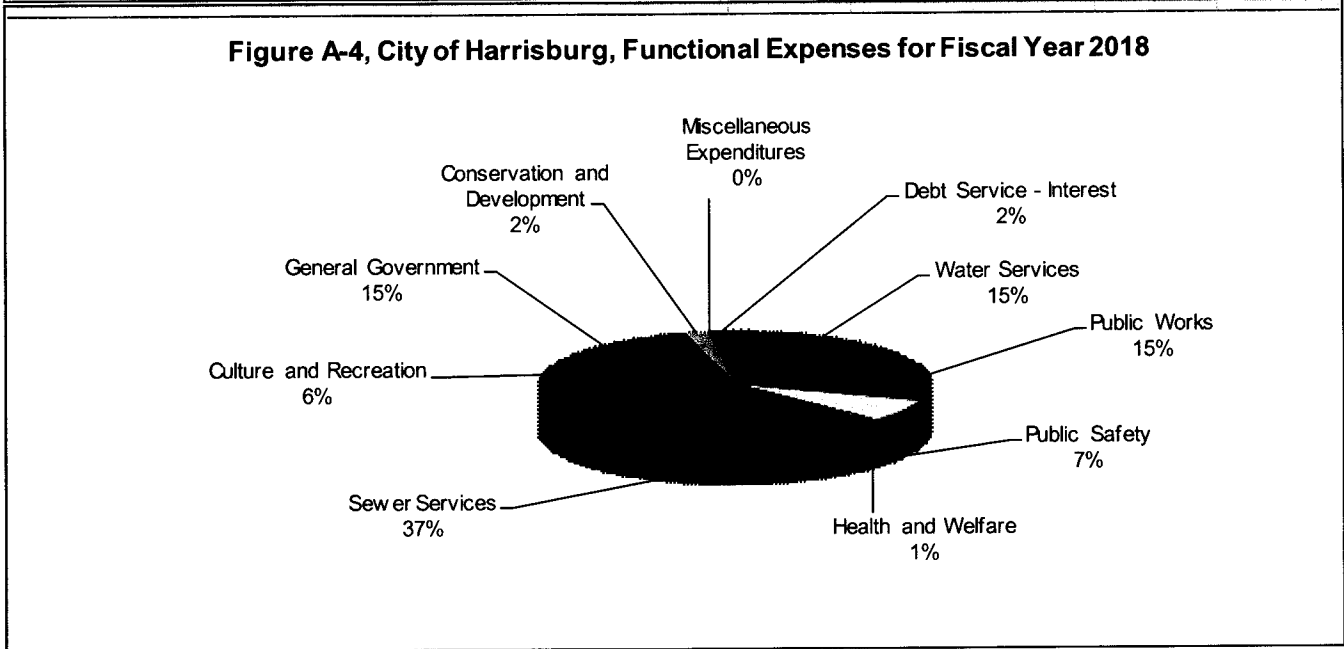 Figure A-4, City of Harrisburg, Functional Expenses for Fiscal Year 2018
Miscellaneous
Expenditures
0%
Conservation and
Development
2%
Debt Service - Interest
2%
General Government
15%
Water Services
15%
Public Works
15%
Culture and Recreation
6%
Public Safety
7%
Sewer Services
37%
Health and Welfare
1%